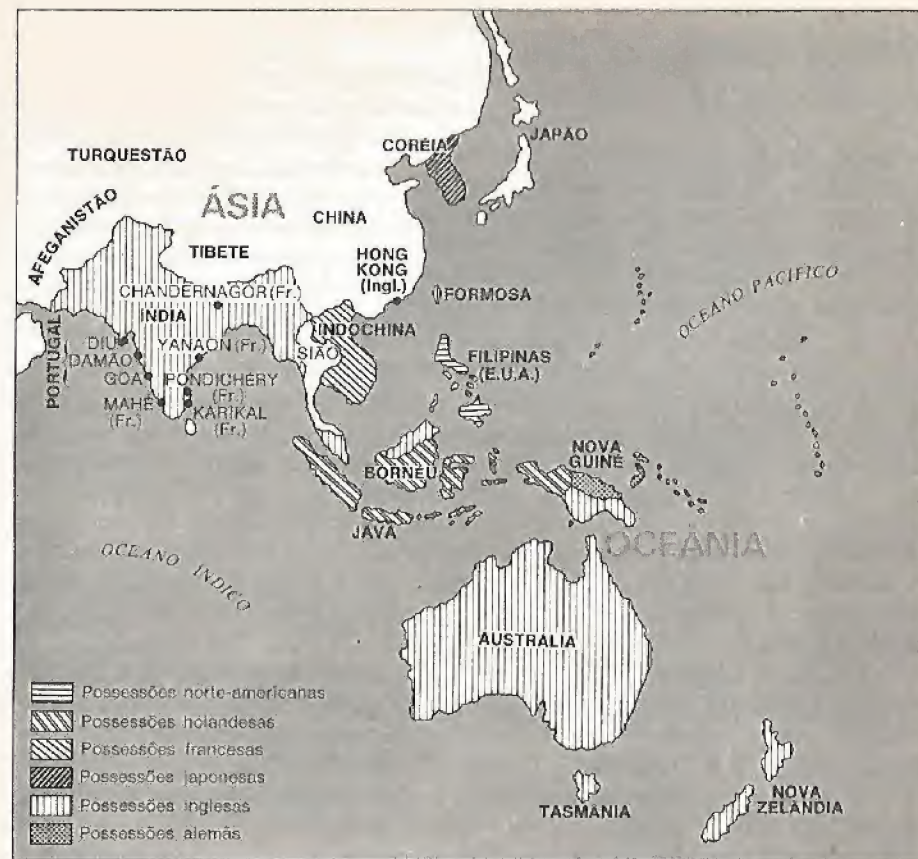 TURQUESTÃO
AFEGANISTÃO
ÁSIA
CORÉIA
JAPÃO
CHINA
TIBETE
HONG
KONG
(Ingl.)
CHANDERNAGOR (Fr.)
ÍNDIA
FORMOSA
OCEANO PACÍFICO
INDOCHINA
SIÃO
PORTUGAL
DIU
DAMÃO
GOA
YANAON (Fr.)
PONDICHÉRY
(Fr.)
MAHÉ
(Fr.)
KARIKAL
(Fr.)
FILIPINAS
(E.U.A.)
BORNÉU
NOVA
GUINÉ
JAVA
OCEÂNIA
OCEANO ÍNDICO
AUSTRÁLIA
TASMÂNIA
NOVA
ZELÂNDIA
Possessões norte-americanas
Possessões holandesas
Possessões francesas
Possessões japonesas
Possessões inglesas
Possessões alemãs